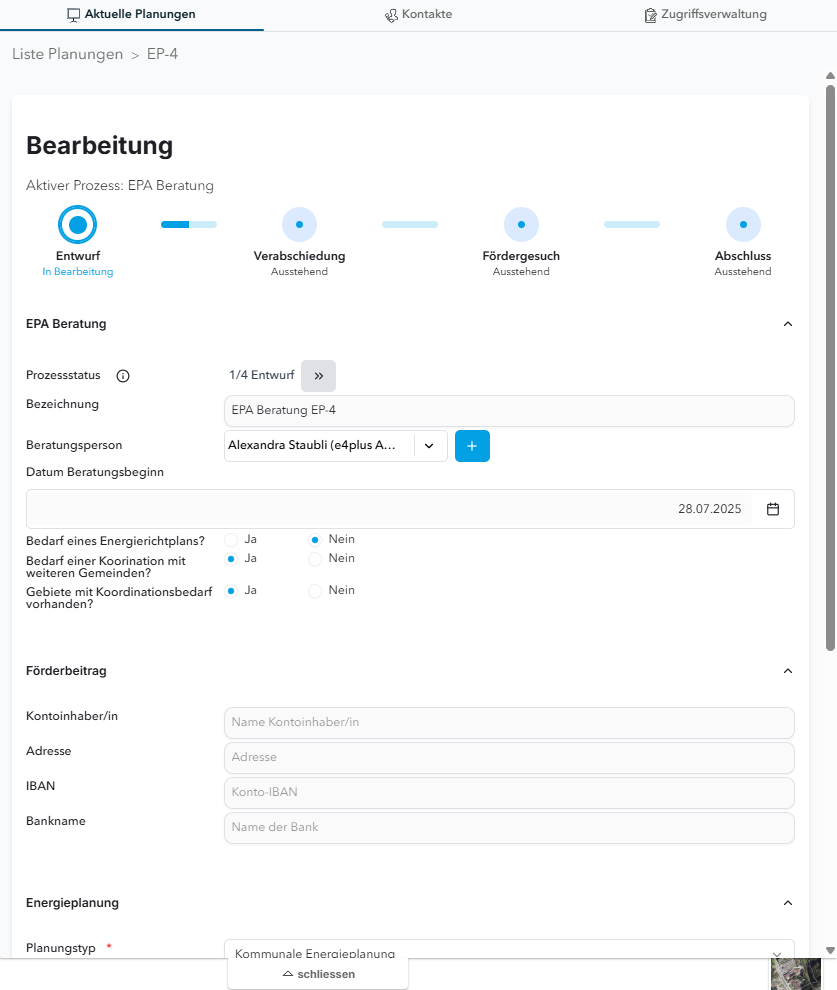 Aktuelle Planungen
Kontakte
Zugriffsverwaltung
Liste Planungen > EP-4
Bearbeitung
Aktiver Prozess: EPA Beratung
Entwurf
In Bearbeitung
Verabschiedung
Ausstehend
Fördergesuch
Ausstehend
Abschluss
Ausstehend
EPA Beratung
Prozessstatus
1/4 Entwurf »
Bezeichnung
EPA Beratung EP-4
Beratungsperson
Alexandra Staubli (e4plus A...
+
Datum Beratungsbeginn
28.07.2025
Bedarf eines Energierichtplans? Ja Nein
Bedarf einer Koorination mit
weiteren Gemeinden?
Ja Nein
Gebiete mit Koordinationsbedarf
vorhanden?
Ja Nein
Förderbeitrag
Kontoinhaber/in
Name Kontoinhaber/in
Adresse
Adresse
IBAN
Konto-IBAN
Bankname
Name der Bank
Energieplanung
Planungstyp *
Kommunale Energieplanung
schliessen